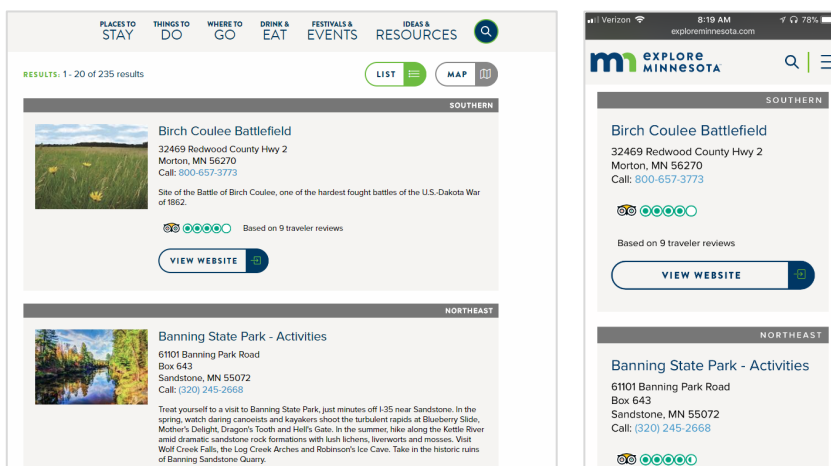 PLACES TO
STAY
THINGS TO
DO
WHERE TO
GO
DRINK &
EAT
FESTIVALS &
EVENTS
IDEAS &
RESOURCES
RESULTS: 1 - 20 of 235 results
LIST
MAP
SOUTHERN
Birch Coulee Battlefield
32469 Redwood County Hwy 2
Morton, MN 56270
Call: 800-657-3773
Site of the Battle of Birch Coulee, one of the hardest fought battles of the U.S.-Dakota War
of 1862.
Based on 9 traveler reviews
VIEW WEBSITE
NORTHEAST
Banning State Park - Activities
61101 Banning Park Road
Box 643
Sandstone, MN 55072
Call: (320) 245-2668
Treat yourself to a visit to Banning State Park, just minutes off I-35 near Sandstone. In the
spring, watch daring canoeists and kayakers shoot the turbulent rapids at Blueberry Slide,
Mother's Delight, Dragon's Tooth and Hell's Gate. In the summer, hike along the Kettle River
amid dramatic sandstone rock formations with lush lichens, liverworts and mosses. Visit
Wolf Creek Falls, the Log Creek Arches and Robinson's Ice Cave. Take in the historic ruins
of Banning Sandstone Quarry.
Verizon 8:19 AM 78%
exploreminnesota.com
mn EXPLORE
MINNESOTA
SOUTHERN
Birch Coulee Battlefield
32469 Redwood County Hwy 2
Morton, MN 56270
Call: 800-657-3773
Based on 9 traveler reviews
VIEW WEBSITE
NORTHEAST
Banning State Park - Activities
61101 Banning Park Road
Box 643
Sandstone, MN 55072
Call: (320) 245-2668